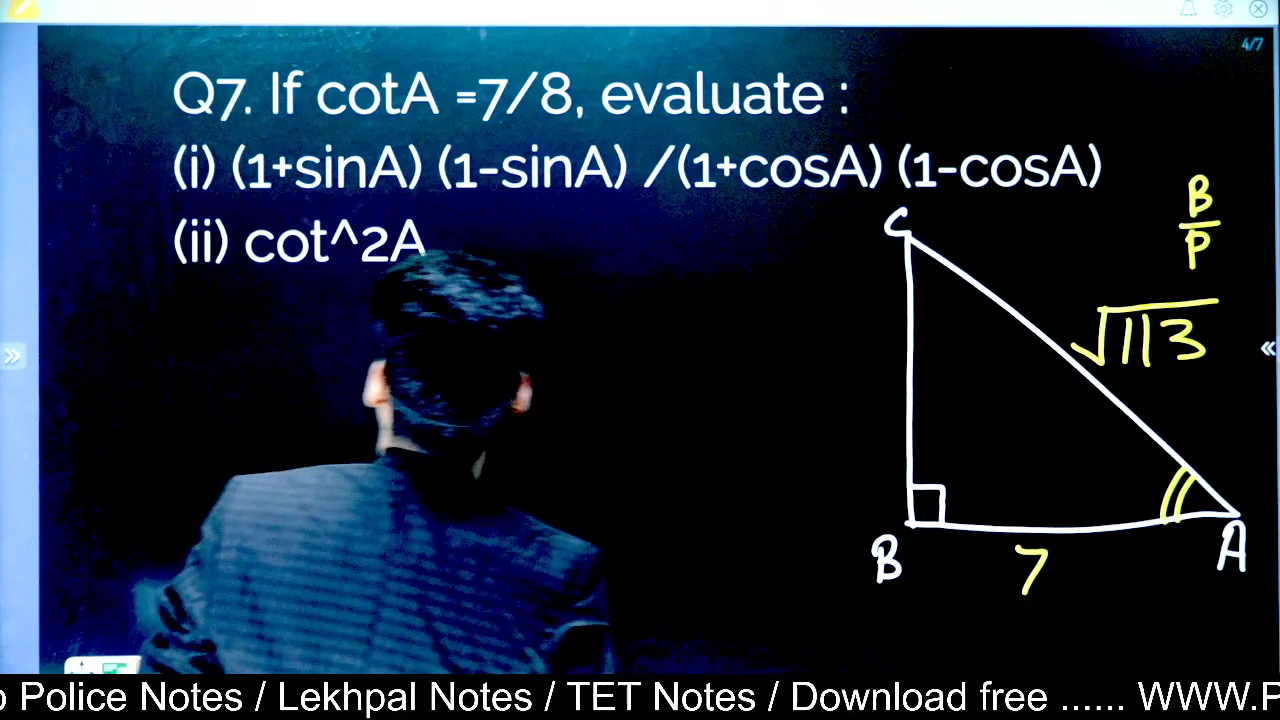 4/7
Q7. If cotA =7/8, evaluate :
(i) (1+sinA) (1-sinA) /(1+cosA) (1-cosA)
(ii) cot^2A
B
P
C
√113
B
7
A
Police Notes / Lekhpal Notes / TET Notes / Download free ...... WWW.P